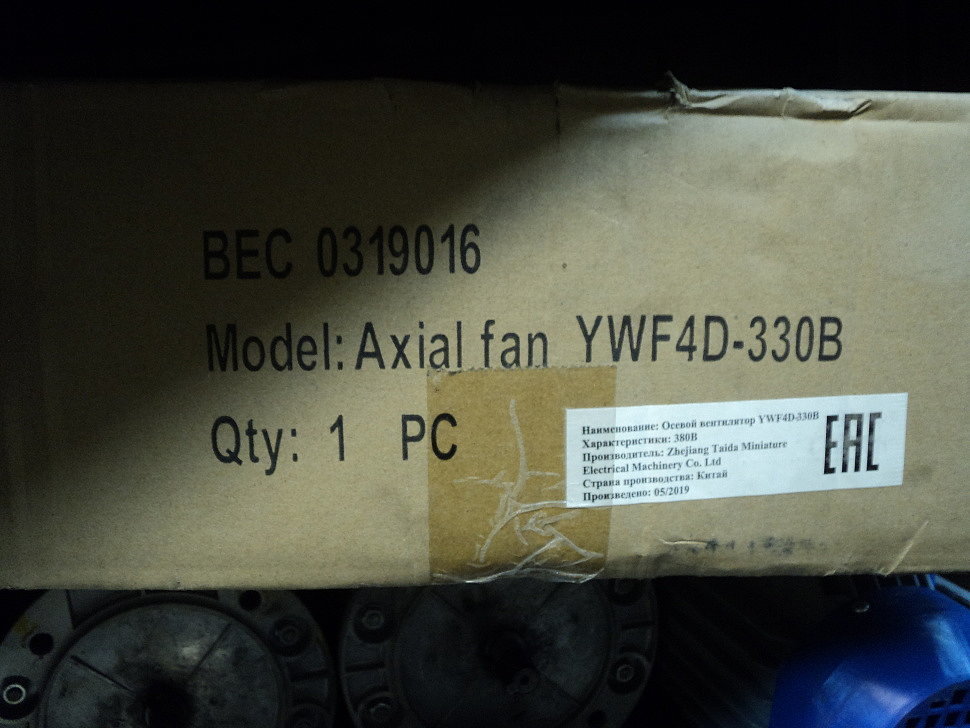 BEC 0319016
Model: Axial fan YWF4D-330B
Qty: 1 PC
Наименование: Осевой вентилятор YWF4D-330B
Характеристики: 380В
Производитель: Zhejiang Taida Miniature
Electrical Machinery Co. Ltd
Страна производства: Китай
Произведено: 05/2019
EAC